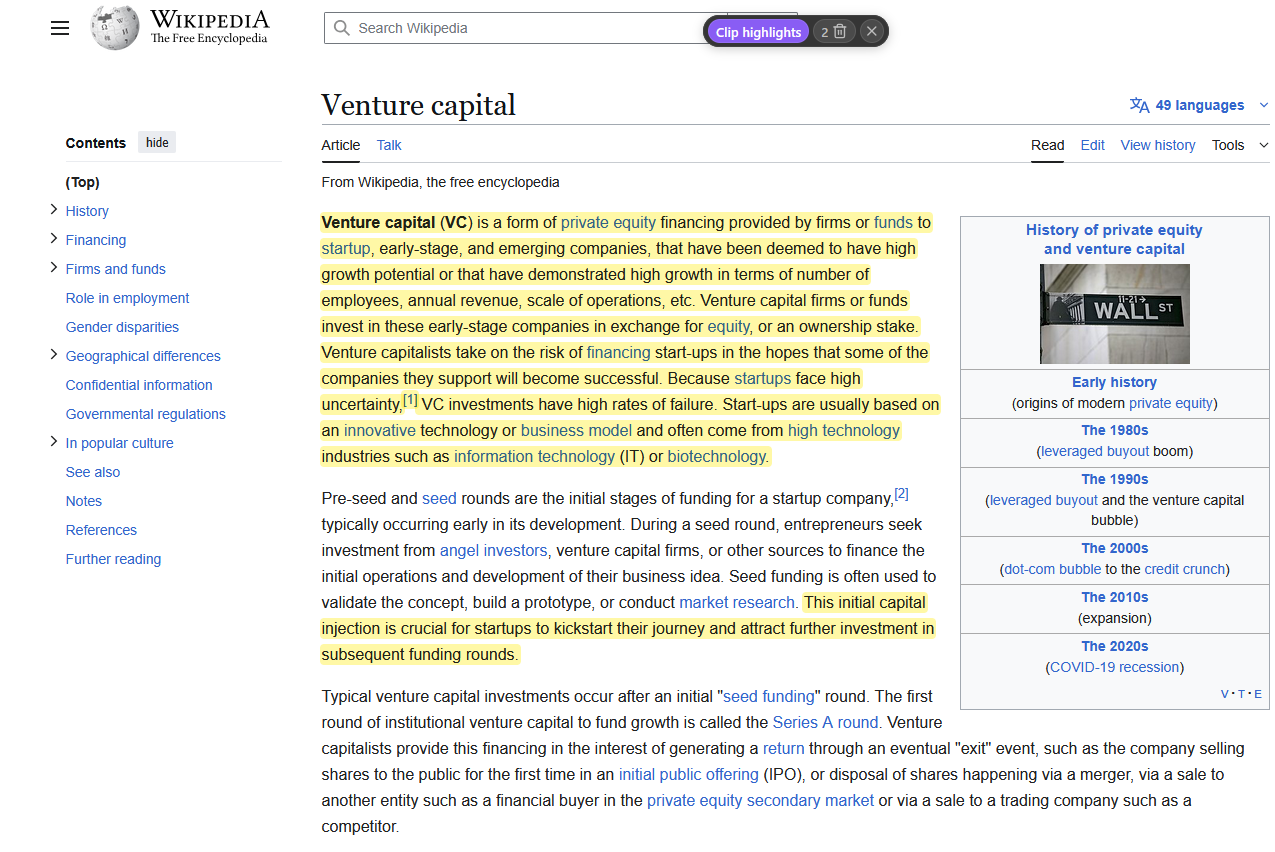 WIKIPEDIA
The Free Encyclopedia
Search Wikipedia
Clip highlights
2
Contents
hide
(Top)
History
Financing
Firms and funds
Role in employment
Gender disparities
Geographical differences
Confidential information
Governmental regulations
In popular culture
See also
Notes
References
Further reading
Venture capital
49 languages
Article Talk
Read Edit View history Tools
From Wikipedia, the free encyclopedia
Venture capital (VC) is a form of private equity financing provided by firms or funds to
startup, early-stage, and emerging companies, that have been deemed to have high
growth potential or that have demonstrated high growth in terms of number of
employees, annual revenue, scale of operations, etc. Venture capital firms or funds
invest in these early-stage companies in exchange for equity, or an ownership stake.
Venture capitalists take on the risk of financing start-ups in the hopes that some of the
companies they support will become successful. Because startups face high
uncertainty,[1] VC investments have high rates of failure. Start-ups are usually based on
an innovative technology or business model and often come from high technology
industries such as information technology (IT) or biotechnology.
Pre-seed and seed rounds are the initial stages of funding for a startup company,[2]
typically occurring early in its development. During a seed round, entrepreneurs seek
investment from angel investors, venture capital firms, or other sources to finance the
initial operations and development of their business idea. Seed funding is often used to
validate the concept, build a prototype, or conduct market research. This initial capital
injection is crucial for startups to kickstart their journey and attract further investment in
subsequent funding rounds.
Typical venture capital investments occur after an initial "seed funding" round. The first
round of institutional venture capital to fund growth is called the Series A round. Venture
capitalists provide this financing in the interest of generating a return through an eventual "exit" event, such as the company selling
shares to the public for the first time in an initial public offering (IPO), or disposal of shares happening via a merger, via a sale to
another entity such as a financial buyer in the private equity secondary market or via a sale to a trading company such as a
competitor.
History of private equity
and venture capital
11-21→
WALL ST
Early history
(origins of modern private equity)
The 1980s
(leveraged buyout boom)
The 1990s
(leveraged buyout and the venture capital
bubble)
The 2000s
(dot-com bubble to the credit crunch)
The 2010s
(expansion)
The 2020s
(COVID-19 recession)
V · T · E